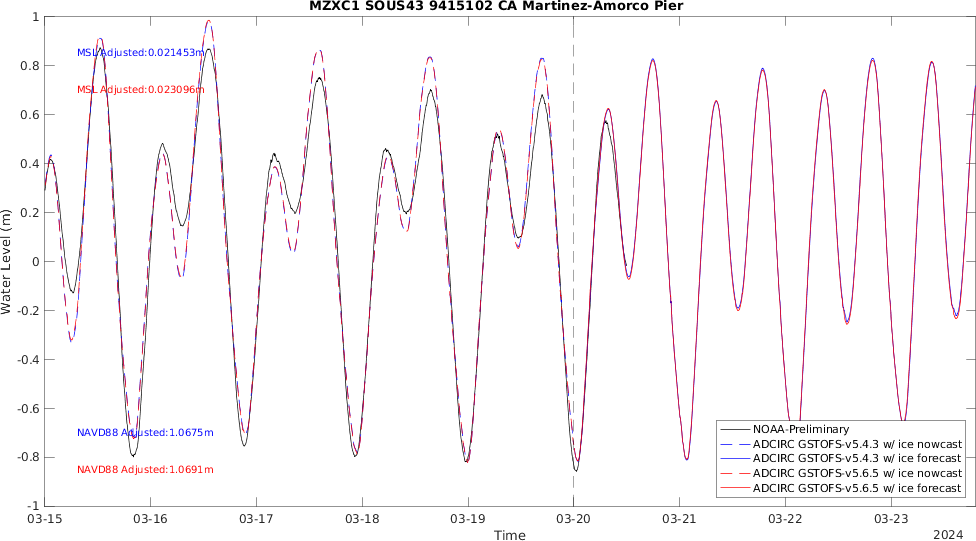 MZXC1 SOUS43 9415102 CA Martinez-Amorco Pier
1
0.8
0.6
0.4
0.2
0
-0.2
-0.4
-0.6
-0.8
-1
Water Level (m)
MSL Adjusted:0.021453m
MSL Adjusted:0.023096m
NAVD88 Adjusted:1.0675m
NAVD88 Adjusted:1.0691m
NOAA-Preliminary
ADCIRC GSTOFS-v5.4.3 w/ ice nowcast
ADCIRC GSTOFS-v5.4.3 w/ ice forecast
ADCIRC GSTOFS-v5.6.5 w/ ice nowcast
ADCIRC GSTOFS-v5.6.5 w/ ice forecast
03-15 03-16 03-17 03-18 03-19 03-20 03-21 03-22 03-23
Time
2024